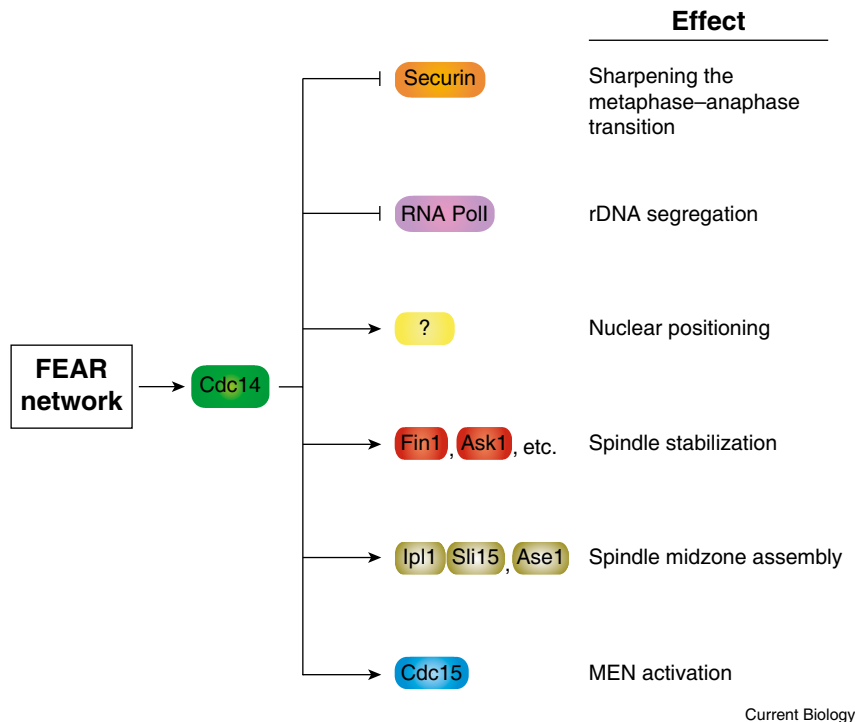 Effect
Securin
Sharpening the
metaphase–anaphase
transition
RNA PolI
rDNA segregation
?
Nuclear positioning
FEAR
network
Cdc14
Fin1, Ask1, etc.
Spindle stabilization
Ipl1 Sli15, Ase1
Spindle midzone assembly
Cdc15
MEN activation
Current Biology